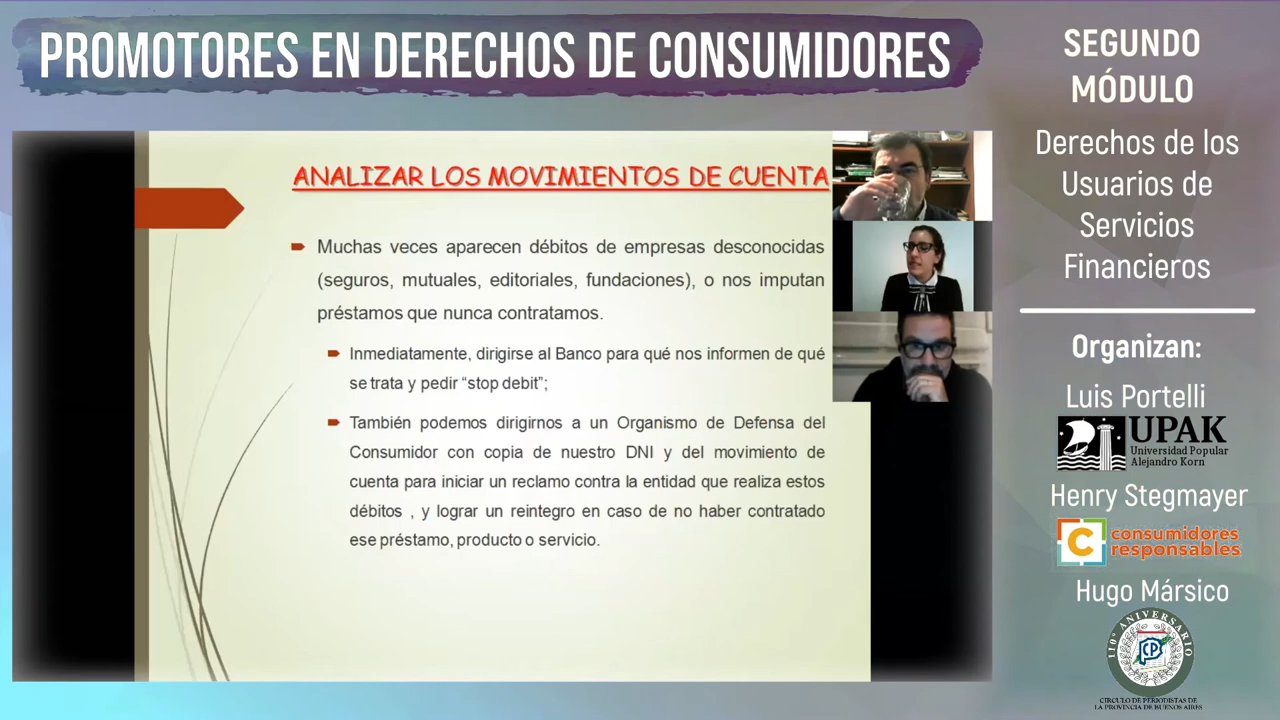 PROMOTORES EN DERECHOS DE CONSUMIDORES
ANALIZAR LOS MOVIMIENTOS DE CUENTA
Muchas veces aparecen débitos de empresas desconocidas
(seguros, mutuales, editoriales, fundaciones), o nos imputan
préstamos que nunca contratamos.
Inmediatamente, dirigirse al Banco para qué nos informen de qué
se trata y pedir “stop debit”;
También podemos dirigirnos a un Organismo de Defensa del
Consumidor con copia de nuestro DNI y del movimiento de
cuenta para iniciar un reclamo contra la entidad que realiza estos
débitos , y lograr un reintegro en caso de no haber contratado
ese préstamo, producto o servicio.
SEGUNDO
MÓDULO
Derechos de los
Usuarios de
Servicios
Financieros
Organizan:
Luis Portelli
UPAK
Universidad Popular
Alejandro Korn
Henry Stegmayer
C
consumidores
responsables
Hugo Mársico
110° ANIVERSARIO
CP
CIRCULO DE PERIODISTAS DE
LA PROVINCIA DE BUENOS AIRES